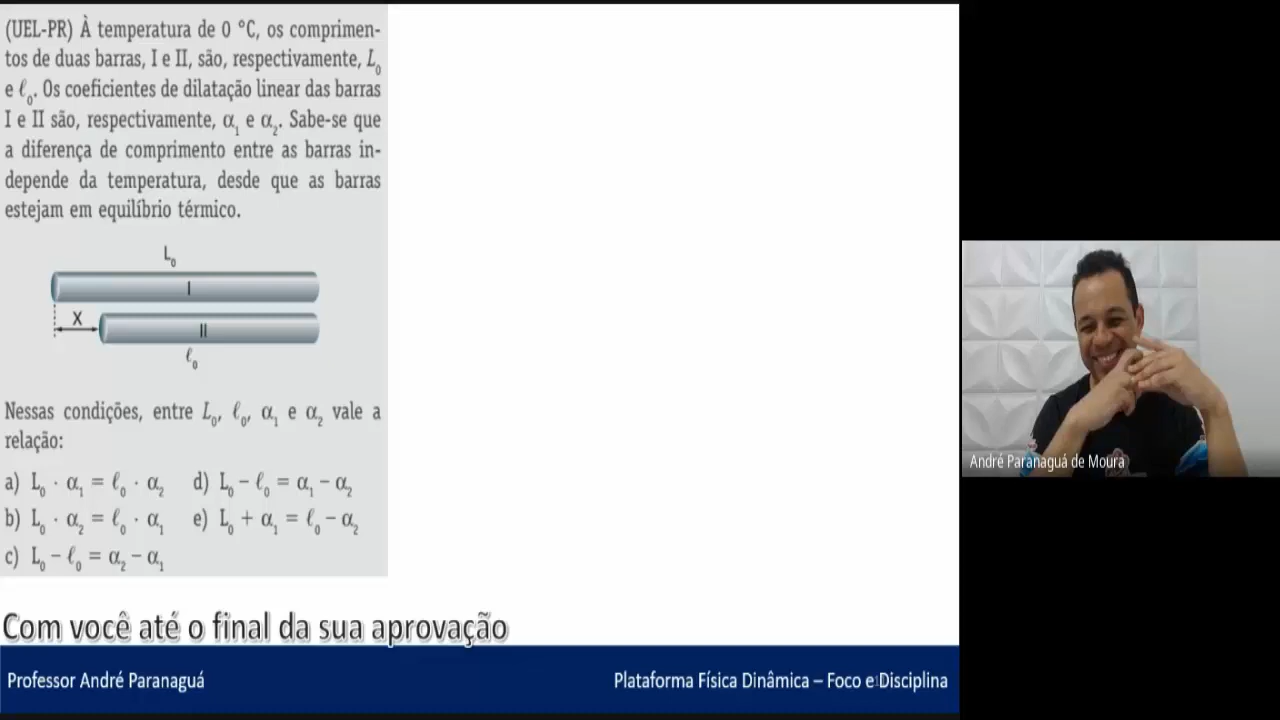 (UEL-PR) À temperatura de 0 °C, os comprimen-
tos de duas barras, I e II, são, respectivamente, L₀
e ℓ₀. Os coeficientes de dilatação linear das barras
I e II são, respectivamente, α₁ e α₂. Sabe-se que
a diferença de comprimento entre as barras in-
depende da temperatura, desde que as barras
estejam em equilíbrio térmico.
L₀
I
X
II
ℓ₀
Nessas condições, entre L₀, ℓ₀, α₁ e α₂ vale a
relação:
a) L₀ · α₁ = ℓ₀ · α₂
d) L₀ − ℓ₀ = α₁ − α₂
b) L₀ · α₂ = ℓ₀ · α₁
e) L₀ + α₁ = ℓ₀ − α₂
c) L₀ − ℓ₀ = α₂ − α₁
Com você até o final da sua aprovação
Professor André Paranaguá
Plataforma Física Dinâmica – Foco e Disciplina
André Paranaguá de Moura